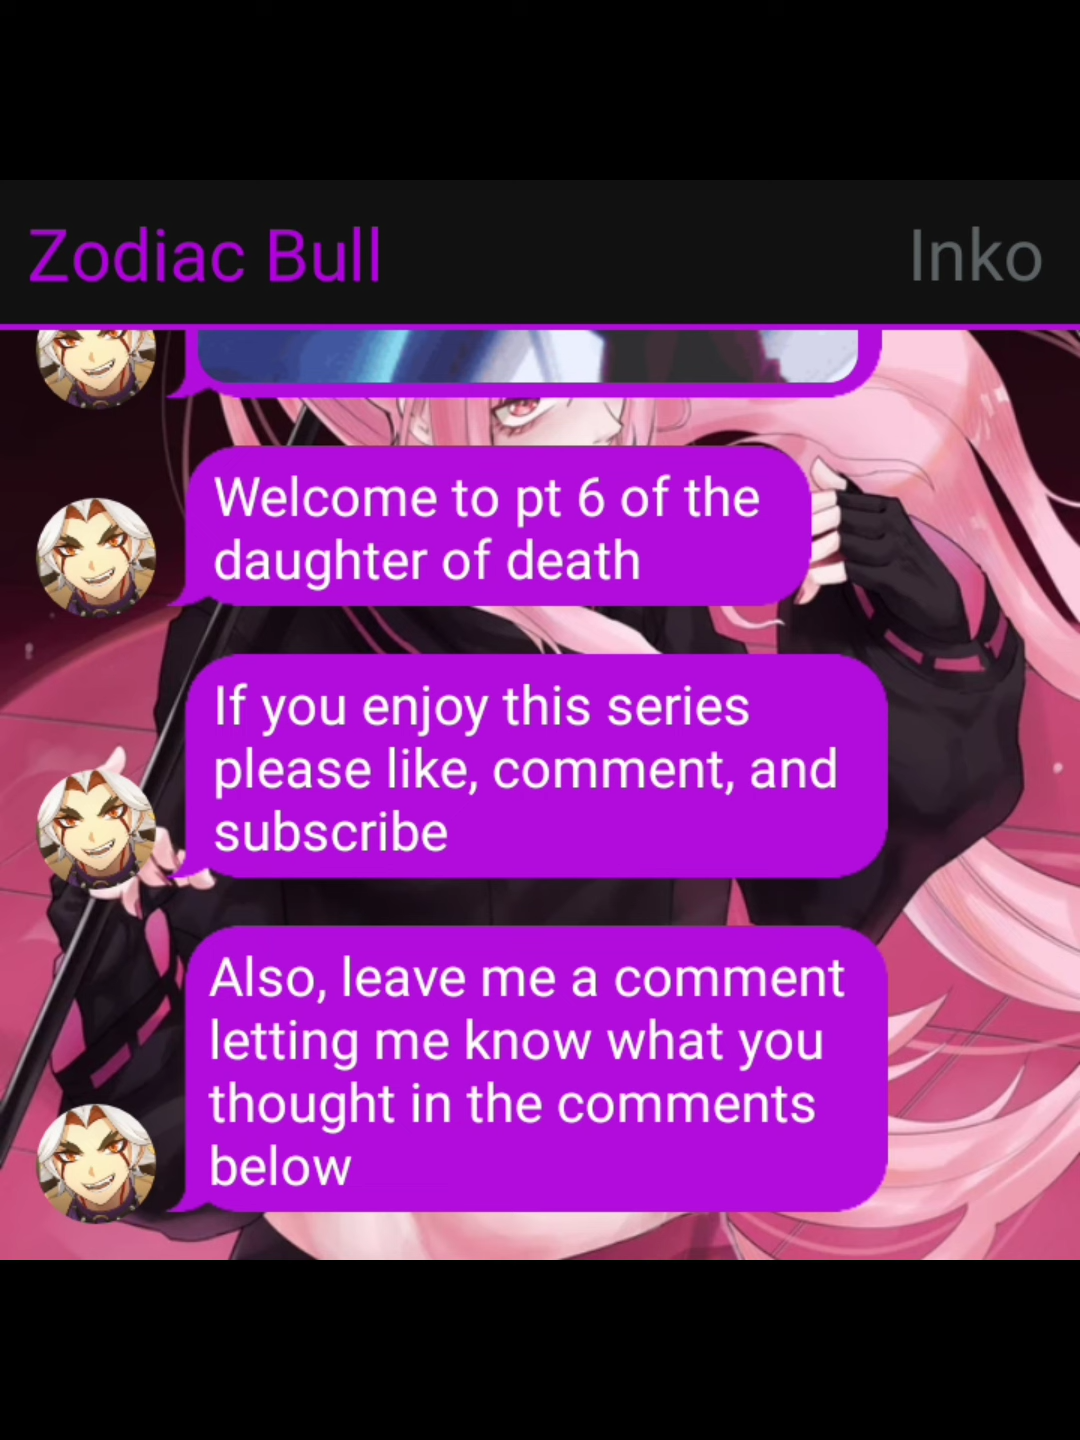 Zodiac Bull Inko
Welcome to pt 6 of the
daughter of death
If you enjoy this series
please like, comment, and
subscribe
Also, leave me a comment
letting me know what you
thought in the comments
below